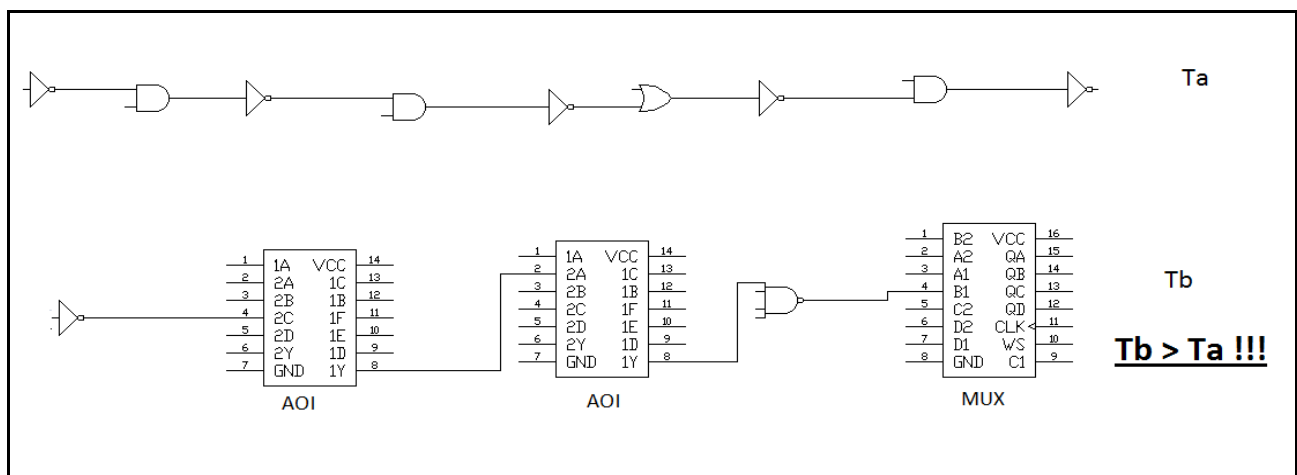 Ta
1 1A VCC 14
2 2A 1C 13
3 2B 1B 12
4 2C 1F 11
5 2D 1E 10
6 2Y 1D 9
7 GND 1Y 8
AOI
1 1A VCC 14
2 2A 1C 13
3 2B 1B 12
4 2C 1F 11
5 2D 1E 10
6 2Y 1D 9
7 GND 1Y 8
AOI
1 B2 VCC 16
2 A2 QA 15
3 A1 QB 14
4 B1 QC 13
5 C2 QD 12
6 D2 CLK 11
7 D1 WS 10
8 GND C1 9
MUX
Tb
Tb > Ta !!!